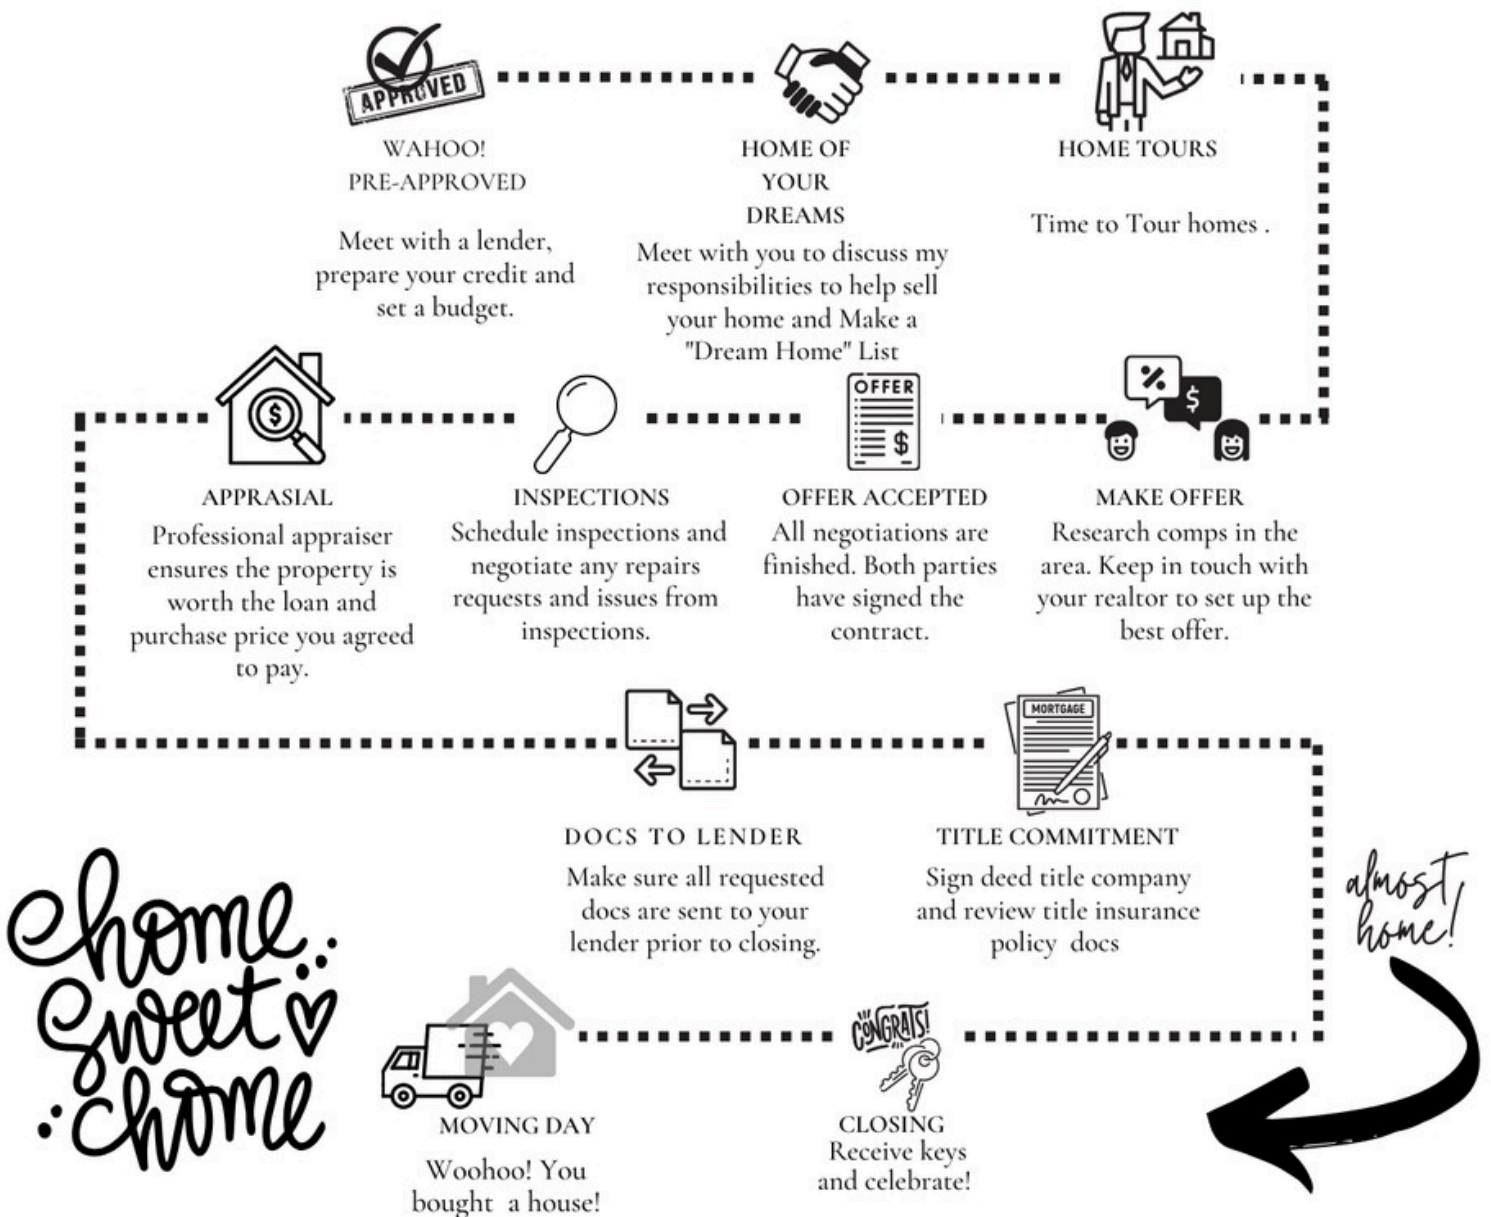 APPROVED
WAHOO!
PRE-APPROVED
Meet with a lender,
prepare your credit and
set a budget.
HOME OF
YOUR
DREAMS
Meet with you to discuss my
responsibilities to help sell
your home and Make a
"Dream Home" List
HOME TOURS
Time to Tour homes .
%
$
MAKE OFFER
Research comps in the
area. Keep in touch with
your realtor to set up the
best offer.
OFFER
$
OFFER ACCEPTED
All negotiations are
finished. Both parties
have signed the
contract.
INSPECTIONS
Schedule inspections and
negotiate any repairs
requests and issues from
inspections.
$
APPRASIAL
Professional appraiser
ensures the property is
worth the loan and
purchase price you agreed
to pay.
DOCS TO LENDER
Make sure all requested
docs are sent to your
lender prior to closing.
MORTGAGE
TITLE COMMITMENT
Sign deed title company
and review title insurance
policy docs
almost
home!
CONGRATS!
CLOSING
Receive keys
and celebrate!
MOVING DAY
Woohoo! You
bought a house!
home
sweet
home